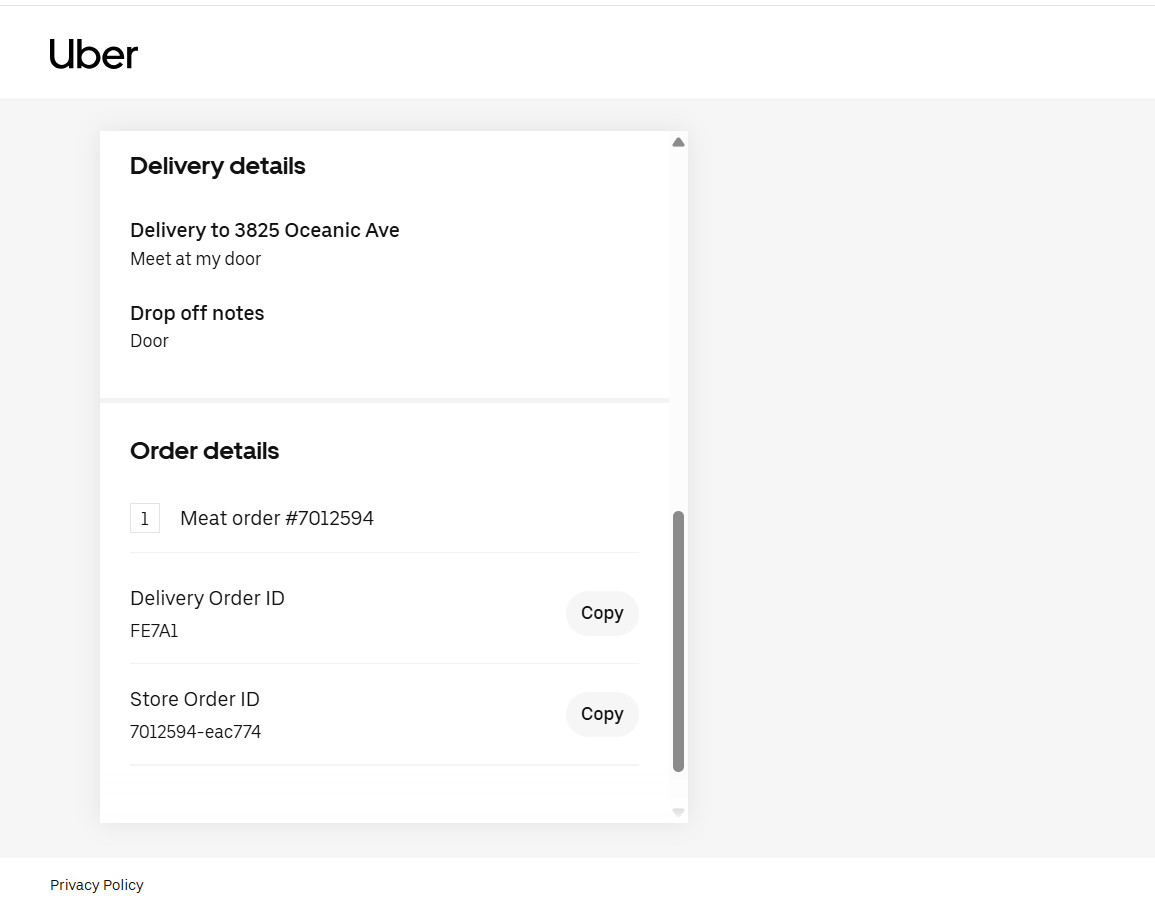 Uber
Delivery details
Delivery to 3825 Oceanic Ave
Meet at my door
Drop off notes
Door
Order details
1 Meat order #7012594
Delivery Order ID
FE7A1
Copy
Store Order ID
7012594-eac774
Copy
Privacy Policy